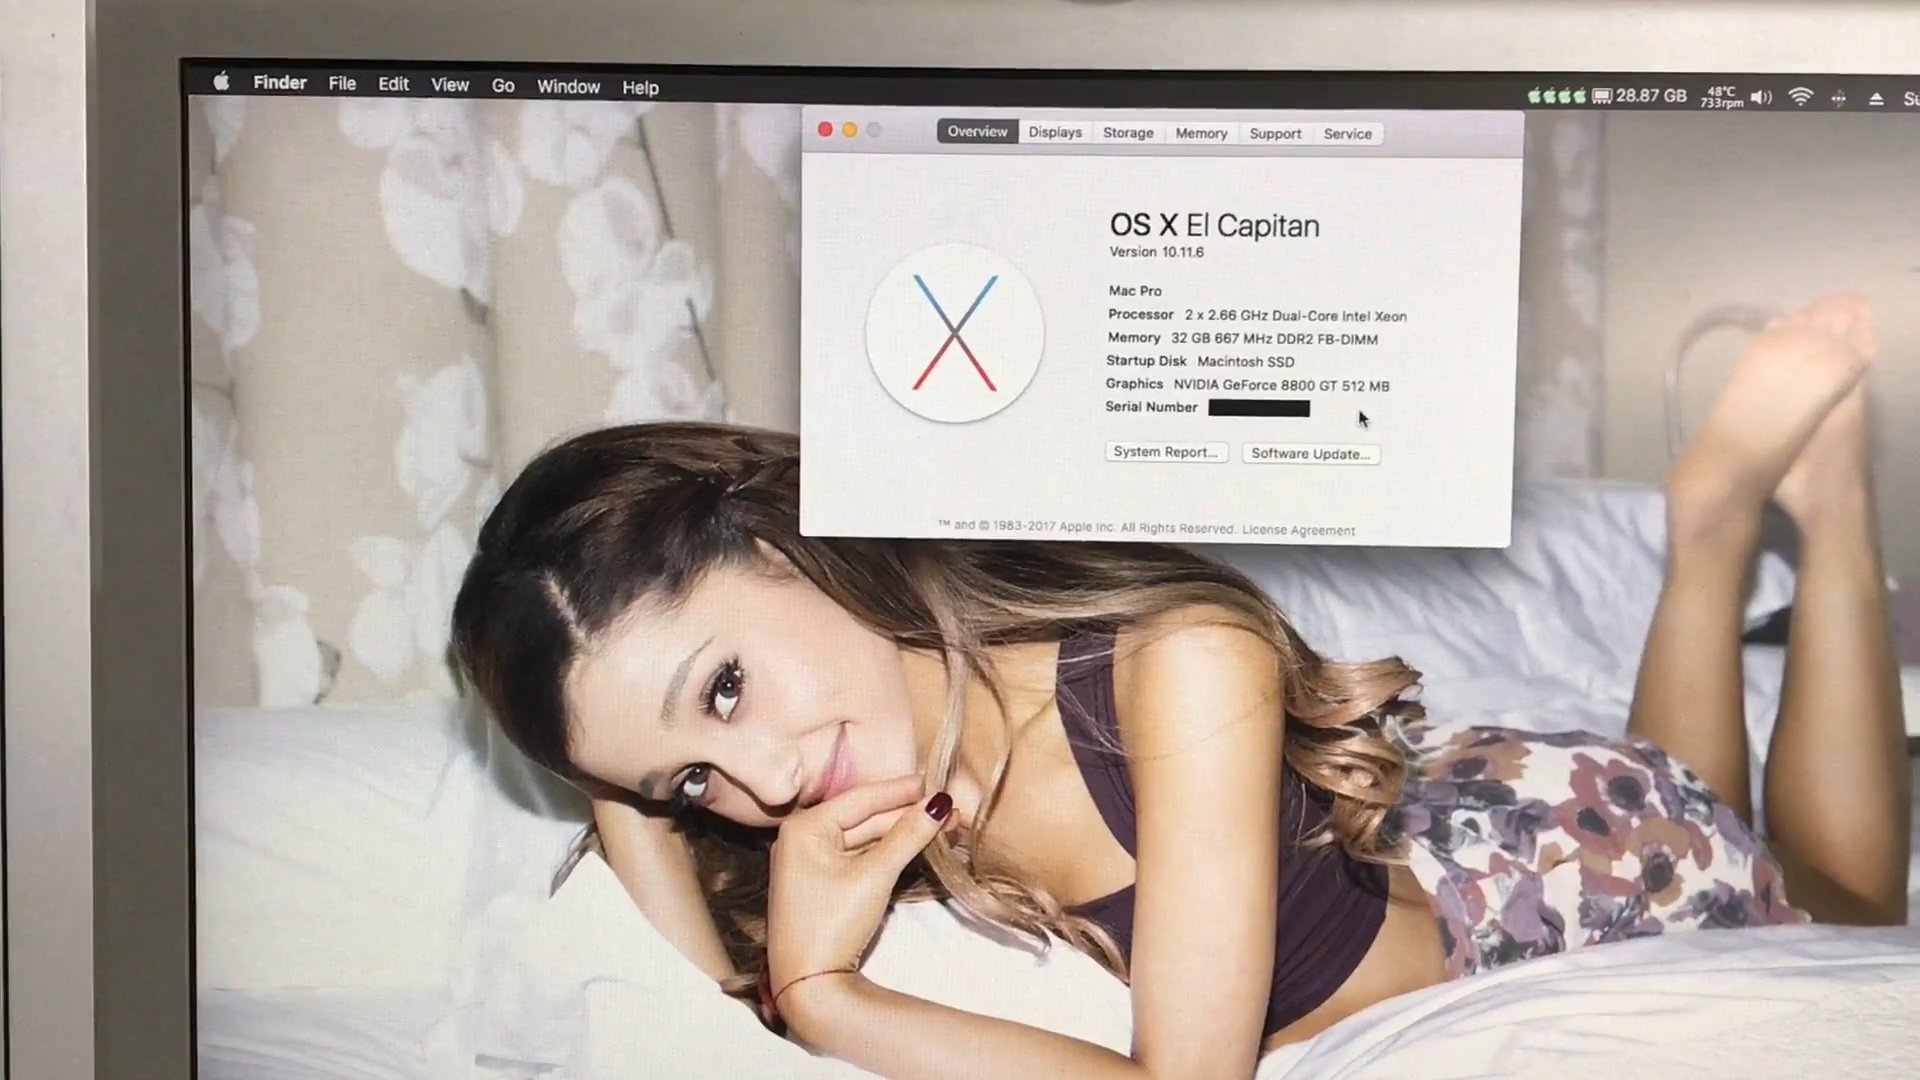 Finder File Edit View Go Window Help
28.87 GB 48°C
733rpm
Overview Displays Storage Memory Support Service
OS X El Capitan
Version 10.11.6
Mac Pro
Processor 2 x 2.66 GHz Dual-Core Intel Xeon
Memory 32 GB 667 MHz DDR2 FB-DIMM
Startup Disk Macintosh SSD
Graphics NVIDIA GeForce 8800 GT 512 MB
Serial Number
System Report... Software Update...
™ and © 1983-2017 Apple Inc. All Rights Reserved. License Agreement